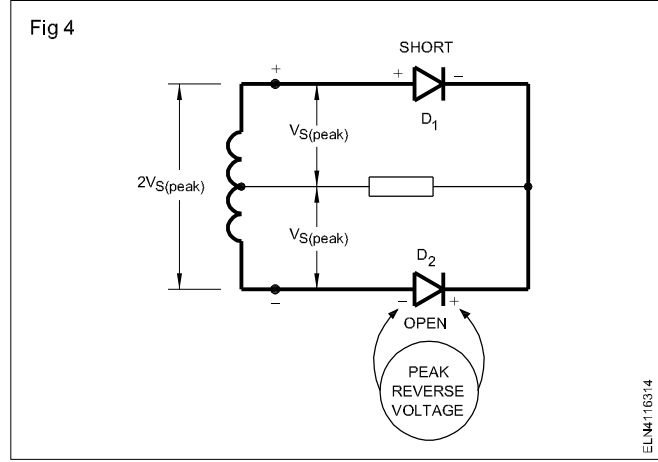 Fig 4
SHORT
+ + –
D1
VS(peak)
2VS(peak)
VS(peak)
D2
– – +
OPEN
PEAK
REVERSE
VOLTAGE
ELN4116314